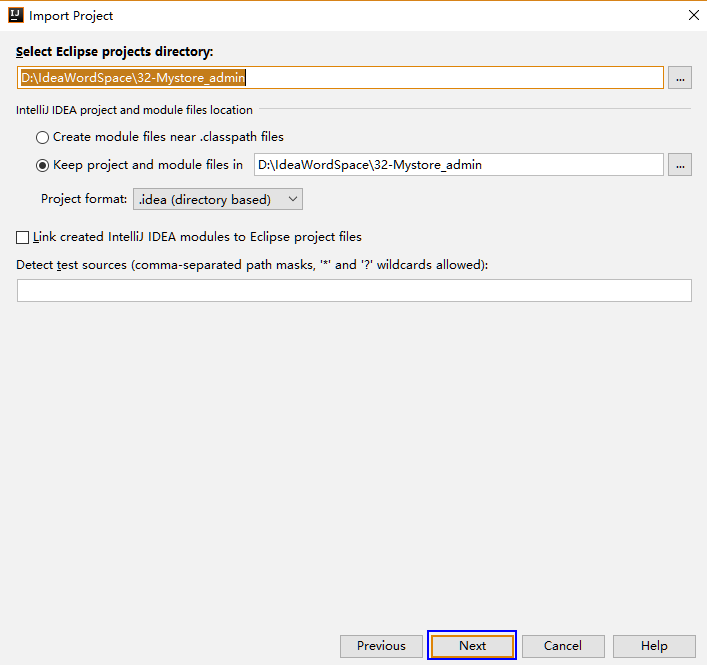 IJ Import Project
Select Eclipse projects directory:
D:\IdeaWordSpace\32-Mystore_admin ...
IntelliJ IDEA project and module files location
Create module files near .classpath files
Keep project and module files in D:\IdeaWordSpace\32-Mystore_admin ...
Project format: .idea (directory based)
Link created IntelliJ IDEA modules to Eclipse project files
Detect test sources (comma-separated path masks, '*' and '?' wildcards allowed):
Previous Next Cancel Help